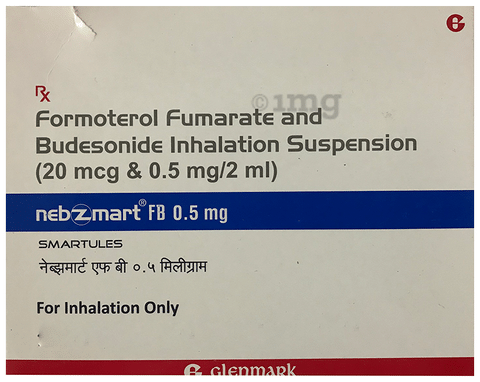 Rx
©1mg
Formoterol Fumarate and
Budesonide Inhalation Suspension
(20 mcg & 0.5 mg/2 ml)
nebzmart® FB 0.5 mg
SMARTULES
नेब्झमार्ट एफ बी ०.५ मिलीग्राम
For Inhalation Only
G glenmark